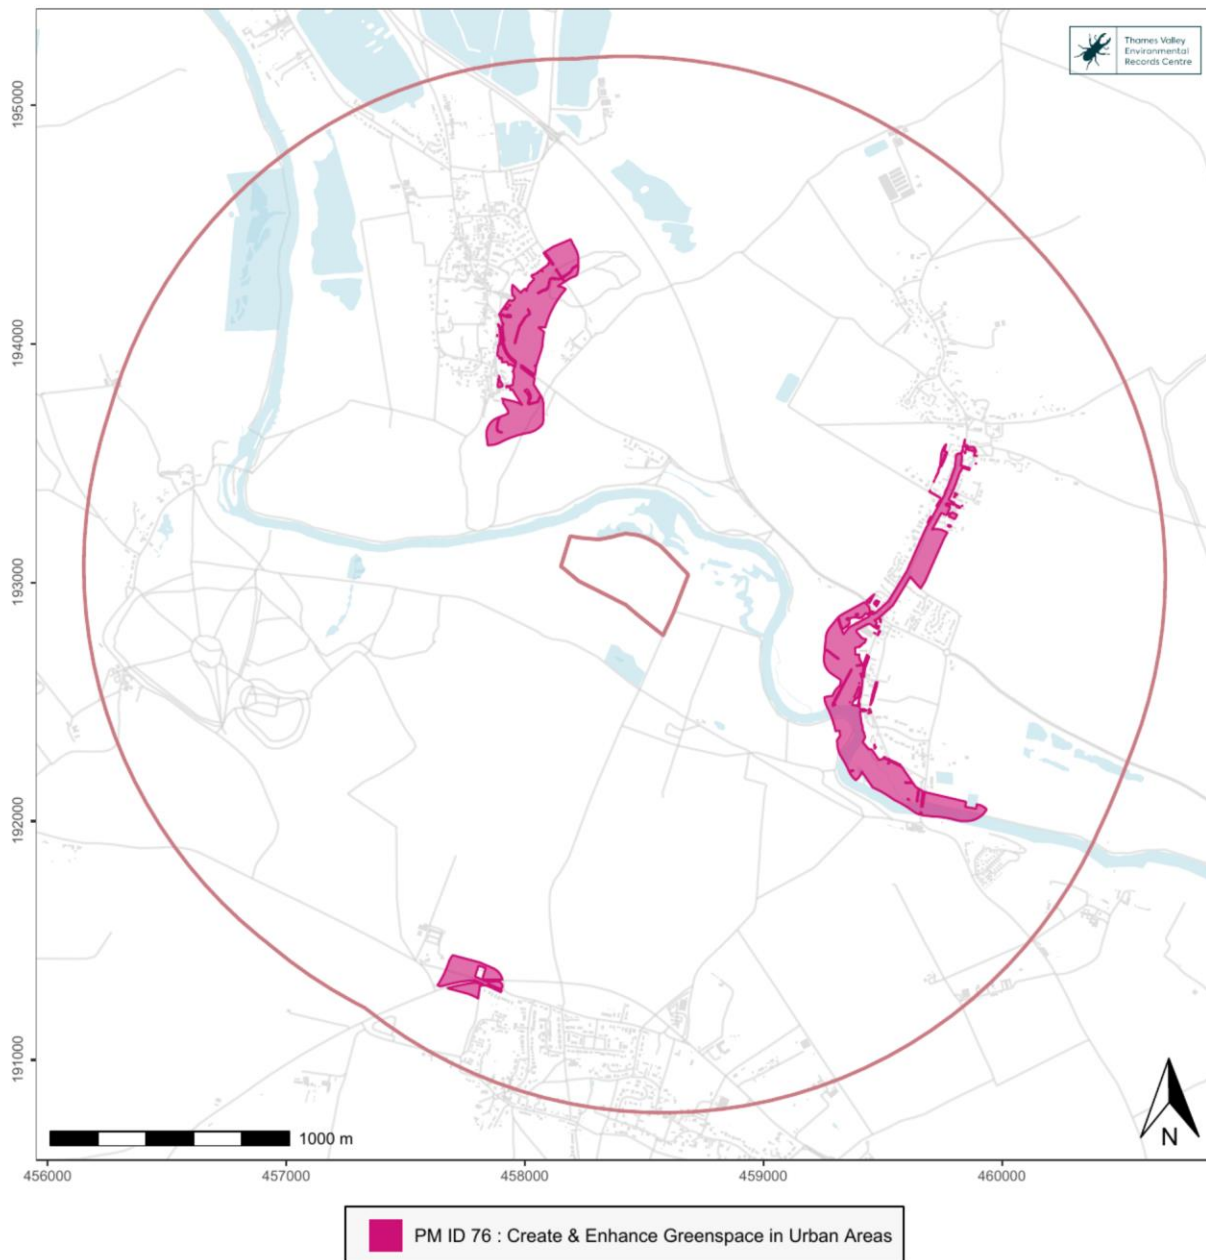 Thames Valley
Environmental
Records Centre
195000
194000
193000
192000
191000
1000 m
N
456000
457000
458000
459000
460000
PM ID 76 : Create & Enhance Greenspace in Urban Areas